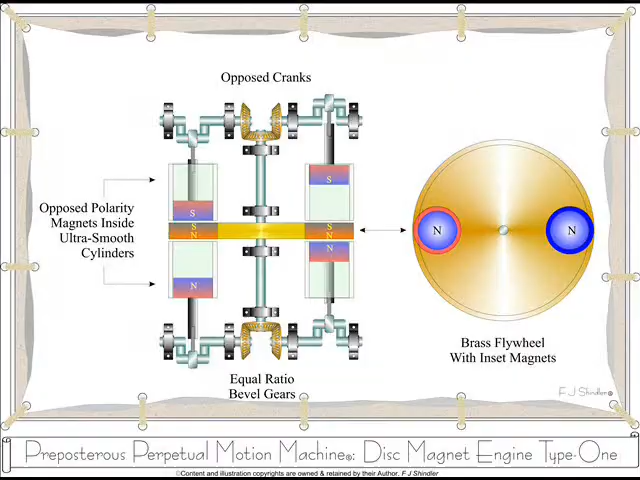 Opposed Cranks
Opposed Polarity
Magnets Inside
Ultra-Smooth
Cylinders
S
S
S
S
N
N
N
N
N
N
Equal Ratio
Bevel Gears
Brass Flywheel
With Inset Magnets
F J Shindler®
Preposterous Perpetual Motion Machine®: Disc Magnet Engine Type-One
©Content and illustration copyrights are owned & retained by their Author. F J Shindler